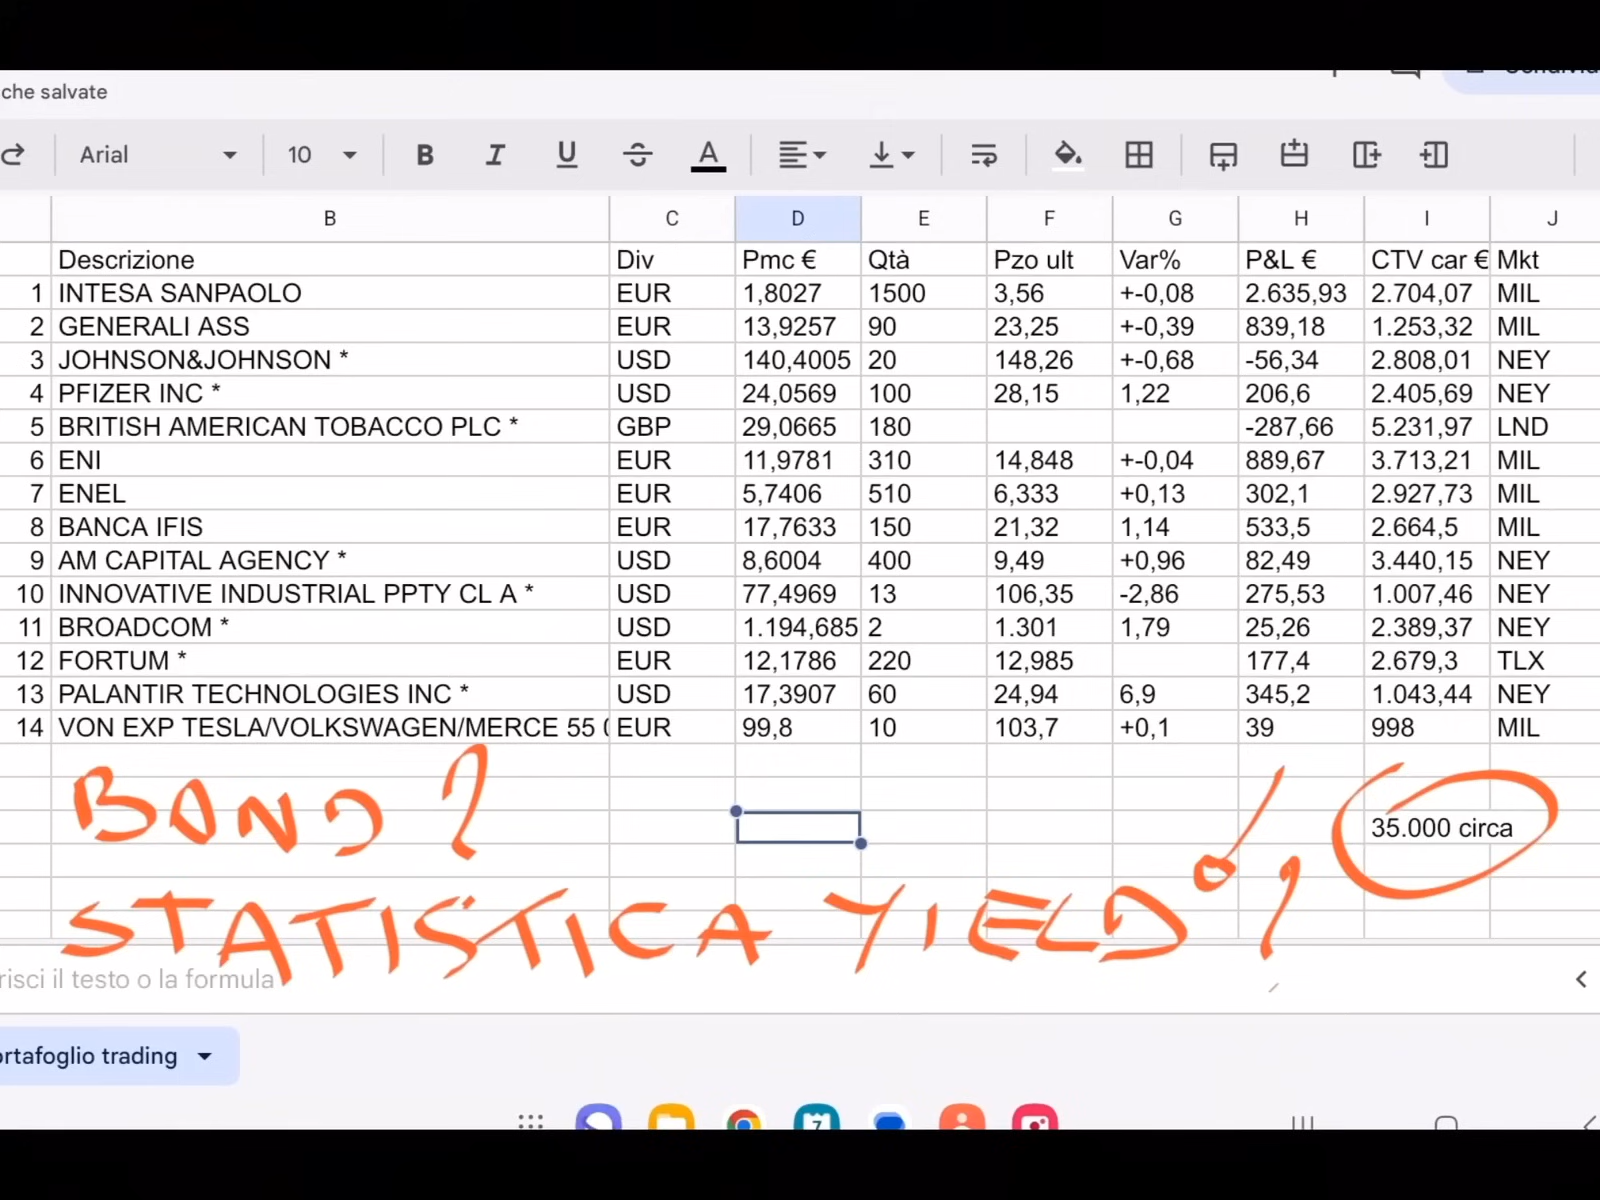 che salvate
Arial 10 B I U S A
B C D E F G H I J
Descrizione Div Pmc € Qtà Pzo ult Var% P&L € CTV car € Mkt
1 INTESA SANPAOLO EUR 1,8027 1500 3,56 +-0,08 2.635,93 2.704,07 MIL
2 GENERALI ASS EUR 13,9257 90 23,25 +-0,39 839,18 1.253,32 MIL
3 JOHNSON&JOHNSON * USD 140,4005 20 148,26 +-0,68 -56,34 2.808,01 NEY
4 PFIZER INC * USD 24,0569 100 28,15 1,22 206,6 2.405,69 NEY
5 BRITISH AMERICAN TOBACCO PLC * GBP 29,0665 180 -287,66 5.231,97 LND
6 ENI EUR 11,9781 310 14,848 +-0,04 889,67 3.713,21 MIL
7 ENEL EUR 5,7406 510 6,333 +0,13 302,1 2.927,73 MIL
8 BANCA IFIS EUR 17,7633 150 21,32 1,14 533,5 2.664,5 MIL
9 AM CAPITAL AGENCY * USD 8,6004 400 9,49 +0,96 82,49 3.440,15 NEY
10 INNOVATIVE INDUSTRIAL PPTY CL A * USD 77,4969 13 106,35 -2,86 275,53 1.007,46 NEY
11 BROADCOM * USD 1.194,685 2 1.301 1,79 25,26 2.389,37 NEY
12 FORTUM * EUR 12,1786 220 12,985 177,4 2.679,3 TLX
13 PALANTIR TECHNOLOGIES INC * USD 17,3907 60 24,94 6,9 345,2 1.043,44 NEY
14 VON EXP TESLA/VOLKSWAGEN/MERCE 55 EUR 99,8 10 103,7 +0,1 39 998 MIL
BOND ?
35.000 circa
STATISTICA YIELD % ?
risci il testo o la formula
ortafoglio trading
7